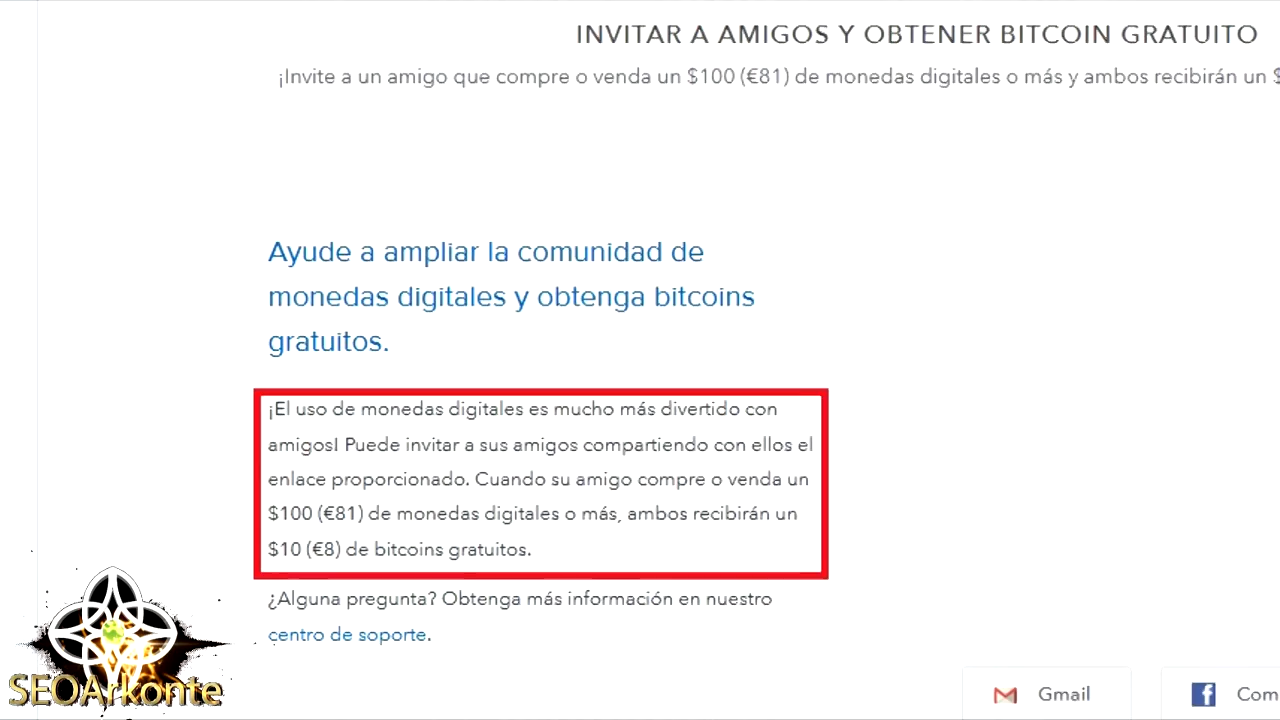 INVITAR A AMIGOS Y OBTENER BITCOIN GRATUITO
¡Invite a un amigo que compre o venda un $100 (€81) de monedas digitales o más y ambos recibirán un $
Ayude a ampliar la comunidad de
monedas digitales y obtenga bitcoins
gratuitos.
¡El uso de monedas digitales es mucho más divertido con
amigos! Puede invitar a sus amigos compartiendo con ellos el
enlace proporcionado. Cuando su amigo compre o venda un
$100 (€81) de monedas digitales o más, ambos recibirán un
$10 (€8) de bitcoins gratuitos.
¿Alguna pregunta? Obtenga más información en nuestro
centro de soporte.
SEOArkonte
Gmail
Com